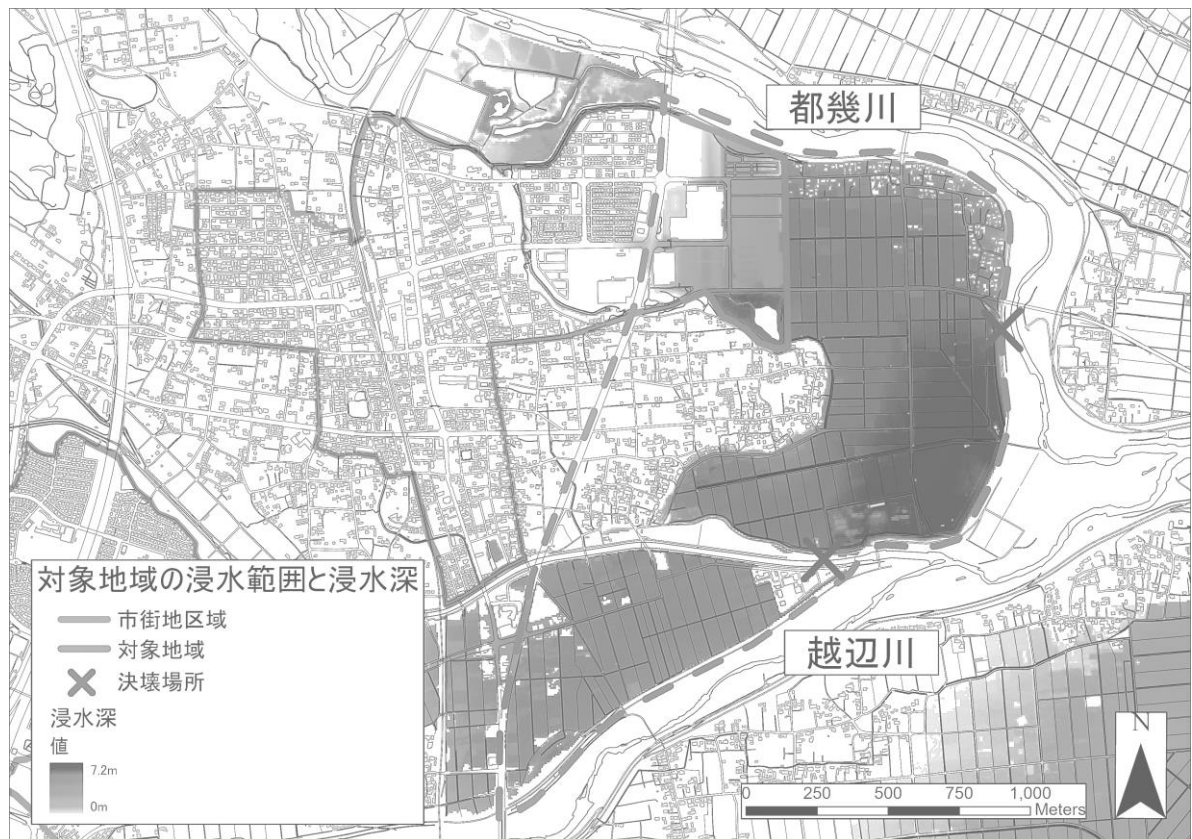 都幾川
越辺川
対象地域の浸水範囲と浸水深
市街地区域
対象地域
決壊場所
浸水深
値
7.2m
0m
N
0 250 500 750 1,000
Meters